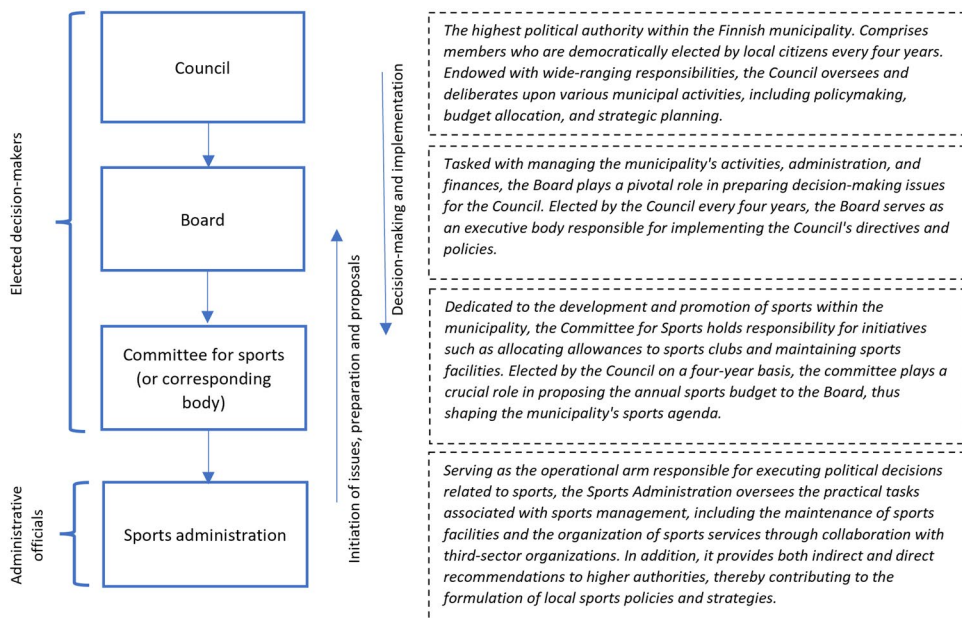 Elected decision-makers
Council
Board
Committee for sports
(or corresponding
body)
Administrative
officials
Sports administration
Decision-making and implementation
Initiation of issues, preparation and proposals
The highest political authority within the Finnish municipality. Comprises
members who are democratically elected by local citizens every four years.
Endowed with wide-ranging responsibilities, the Council oversees and
deliberates upon various municipal activities, including policymaking,
budget allocation, and strategic planning.
Tasked with managing the municipality's activities, administration, and
finances, the Board plays a pivotal role in preparing decision-making issues
for the Council. Elected by the Council every four years, the Board serves as
an executive body responsible for implementing the Council's directives and
policies.
Dedicated to the development and promotion of sports within the
municipality, the Committee for Sports holds responsibility for initiatives
such as allocating allowances to sports clubs and maintaining sports
facilities. Elected by the Council on a four-year basis, the committee plays a
crucial role in proposing the annual sports budget to the Board, thus
shaping the municipality's sports agenda.
Serving as the operational arm responsible for executing political decisions
related to sports, the Sports Administration oversees the practical tasks
associated with sports management, including the maintenance of sports
facilities and the organization of sports services through collaboration with
third-sector organizations. In addition, it provides both indirect and direct
recommendations to higher authorities, thereby contributing to the
formulation of local sports policies and strategies.